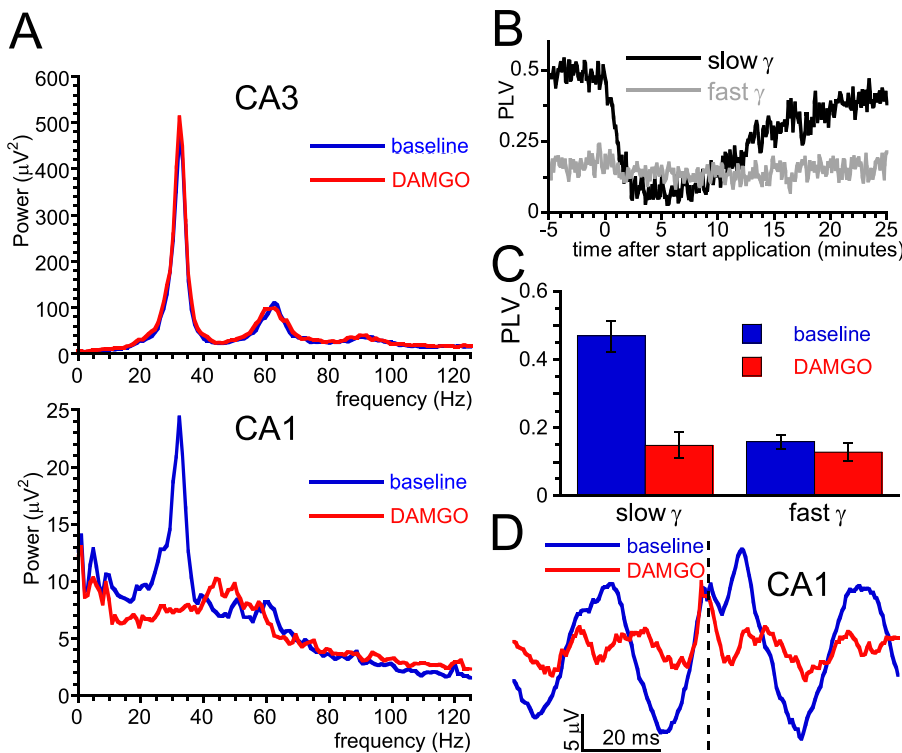 A
Power (µV²)
600
500
400
300
200
100
0
CA3
baseline
DAMGO
0 20 40 60 80 100 120
frequency (Hz)
Power (µV²)
25
20
15
10
5
0
CA1
baseline
DAMGO
0 20 40 60 80 100 120
frequency (Hz)
B
PLV
0.5
0.25
0
slow γ
fast γ
-5 0 5 10 15 20 25
time after start application (minutes)
C
PLV
0.4
0.2
0
baseline
DAMGO
slow γ fast γ
D
baseline
DAMGO
CA1
5 µV
20 ms